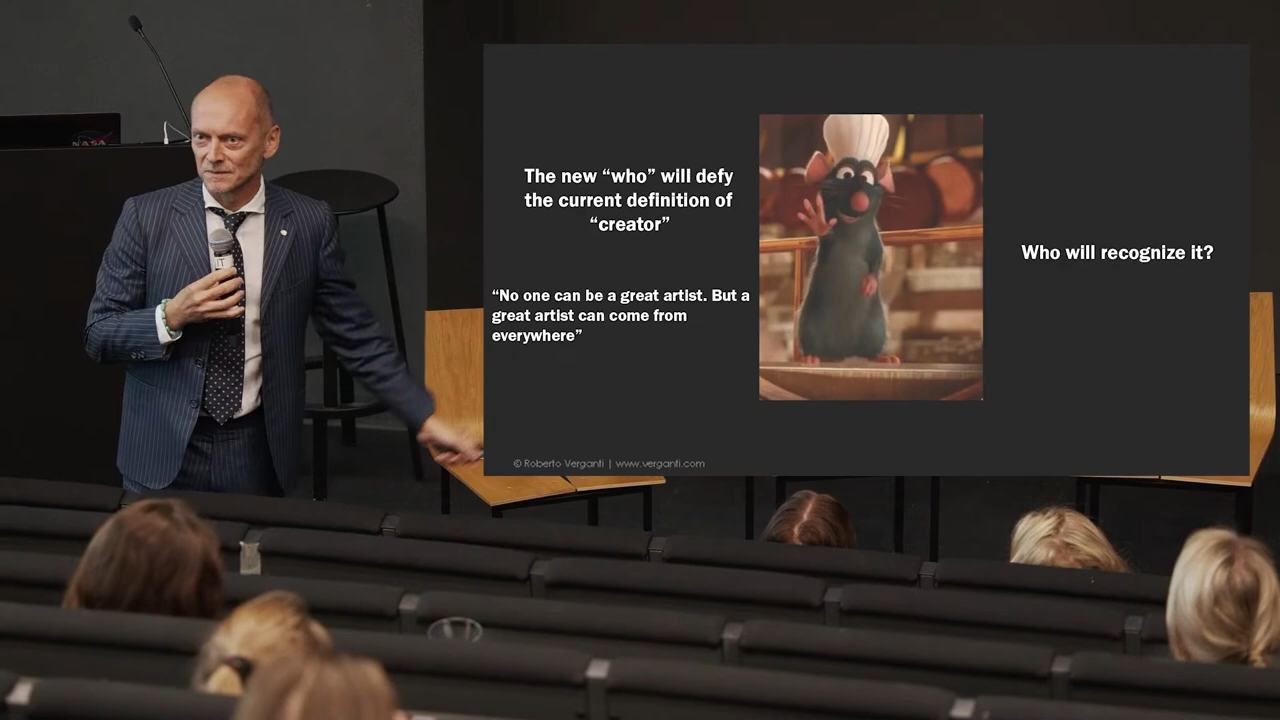 NASA
IT
The new “who” will defy
the current definition of
“creator”
“No one can be a great artist. But a
great artist can come from
everywhere”
Who will recognize it?
© Roberto Verganti | www.verganti.com